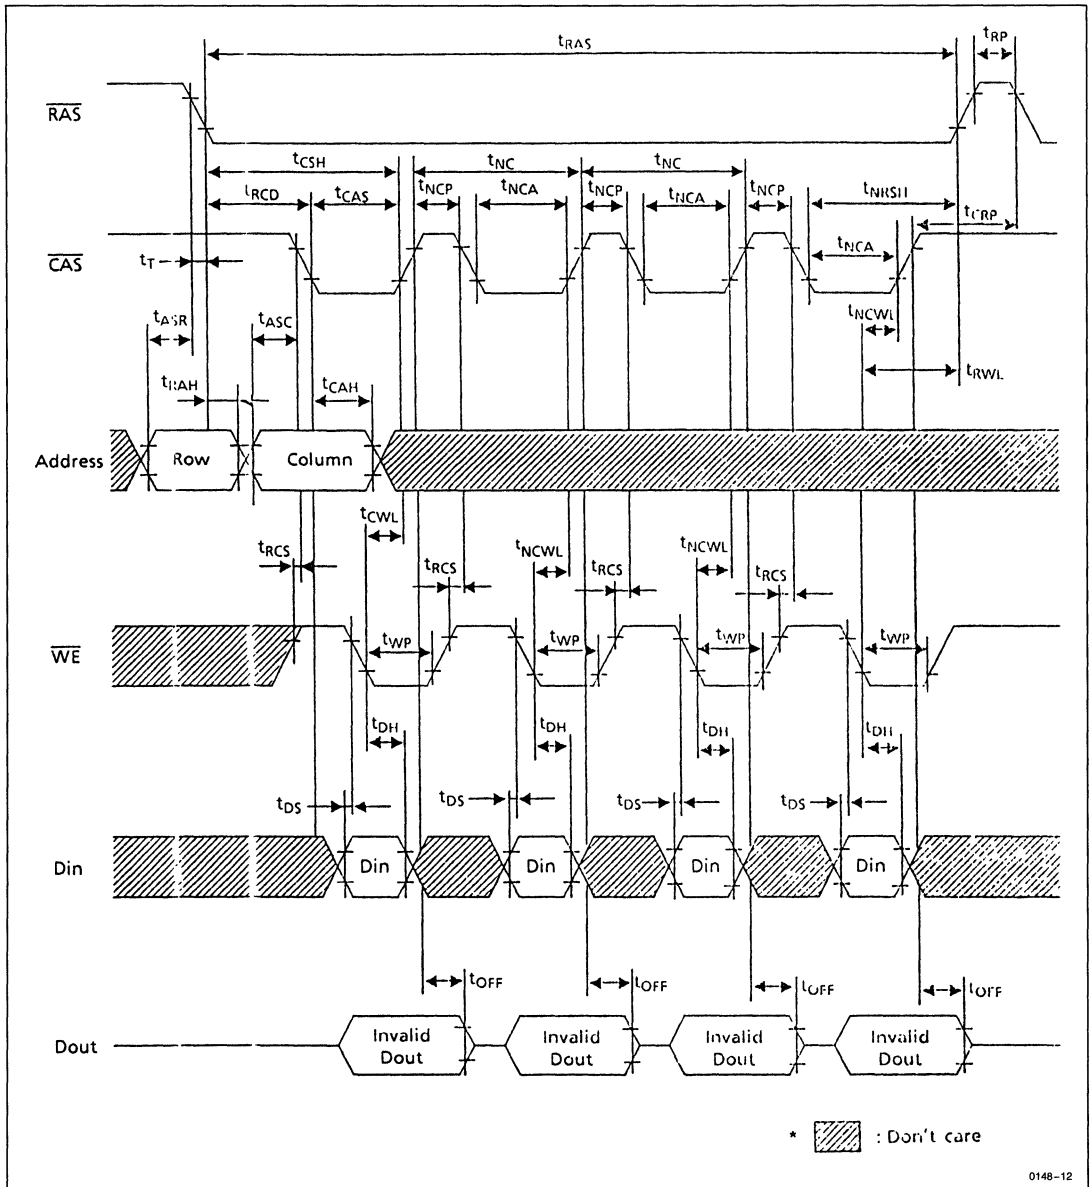 tRAS
tRP
RAS
tCSH
tNC
tNC
tRCD
tCAS
tNCP
tNCA
tNCP
tNCA
tNCP
tNRSH
tCRP
CAS
tT
tNCA
tASR
tASC
tNCWL
tRAH
tCAH
tRWL
Address
Row
Column
tCWL
tRCS
tNCWL
tRCS
tRCS
tNCWL
tRCS
WE
tWP
tWP
tWP
tWP
tDH
tDH
tDH
tDH
tDS
tDS
tDS
tDS
Din
Din
Din
Din
Din
tOFF
tOFF
tOFF
tOFF
Dout
Invalid Dout
Invalid Dout
Invalid Dout
Invalid Dout
* : Don't care
0148-12